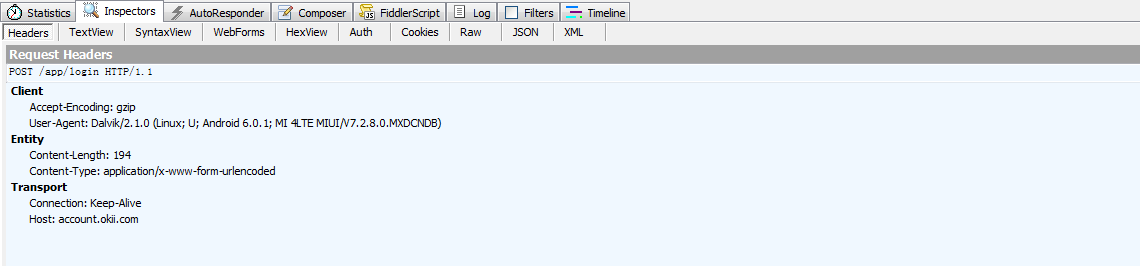 Statistics Inspectors AutoResponder Composer FiddlerScript Log Filters Timeline
Headers TextView SyntaxView WebForms HexView Auth Cookies Raw JSON XML
Request Headers
POST /app/login HTTP/1.1
Client
Accept-Encoding: gzip
User-Agent: Dalvik/2.1.0 (Linux; U; Android 6.0.1; MI 4LTE MIUI/V7.2.8.0.MXDCNDB)
Entity
Content-Length: 194
Content-Type: application/x-www-form-urlencoded
Transport
Connection: Keep-Alive
Host: account.okii.com